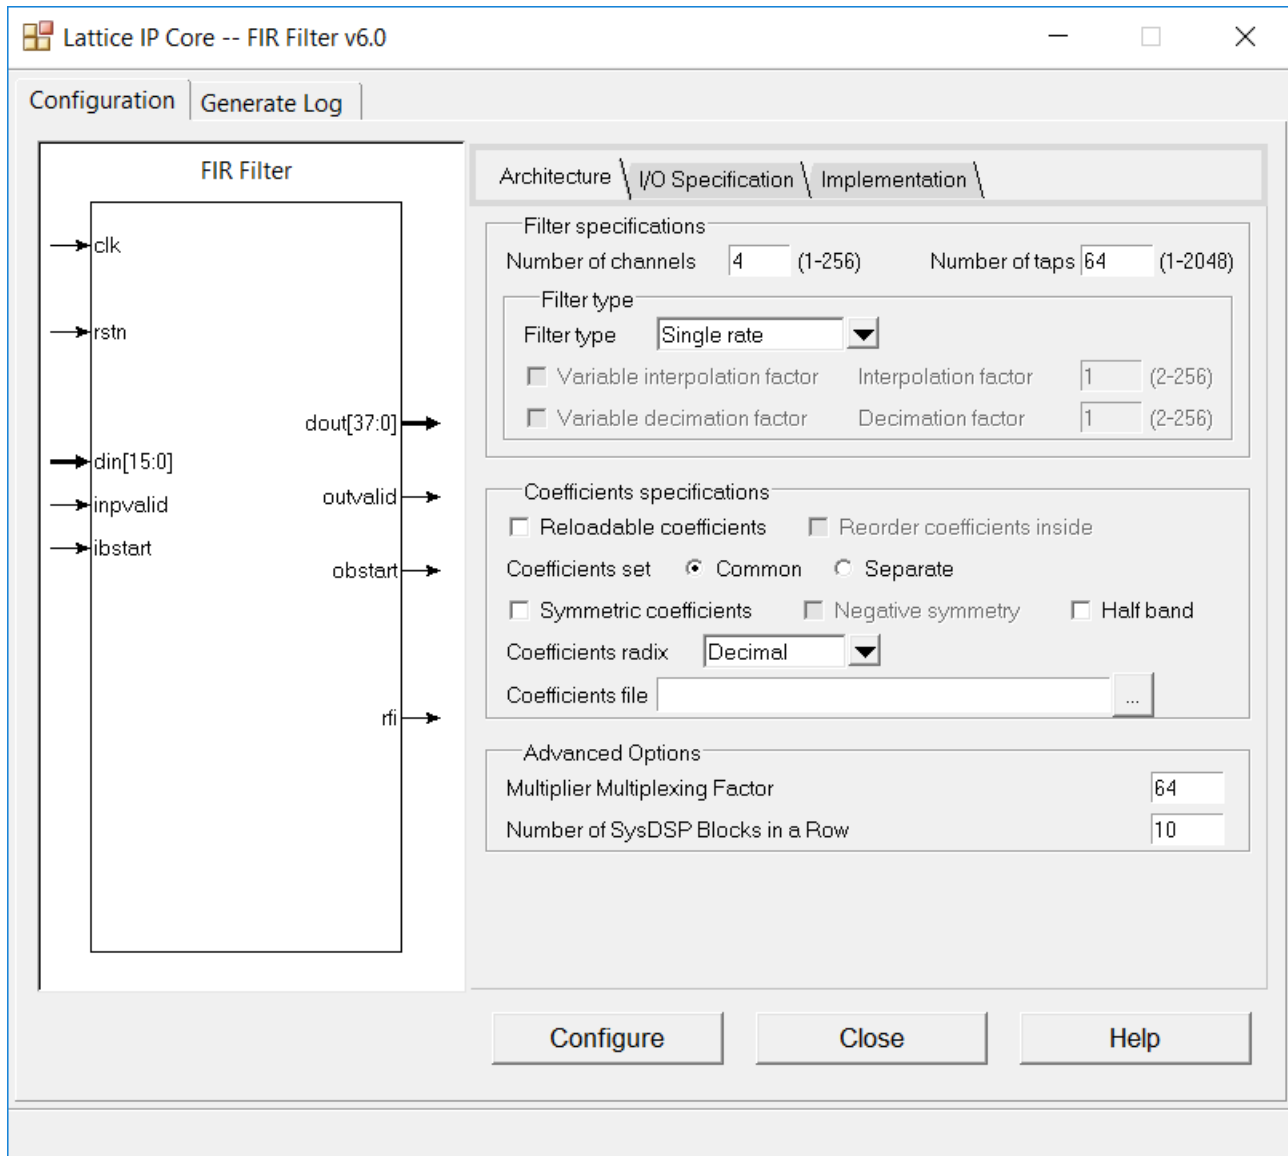 Lattice IP Core -- FIR Filter v6.0
Configuration Generate Log
FIR Filter
clk
rstn
dout[37:0]
din[15:0]
outvalid
inpvalid
ibstart
obstart
rfi
Architecture I/O Specification Implementation
Filter specifications
Number of channels 4 (1-256) Number of taps 64 (1-2048)
Filter type
Filter type Single rate
Variable interpolation factor Interpolation factor 1 (2-256)
Variable decimation factor Decimation factor 1 (2-256)
Coefficients specifications
Reloadable coefficients Reorder coefficients inside
Coefficients set Common Separate
Symmetric coefficients Negative symmetry Half band
Coefficients radix Decimal
Coefficients file ...
Advanced Options
Multiplier Multiplexing Factor 64
Number of SysDSP Blocks in a Row 10
Configure Close Help